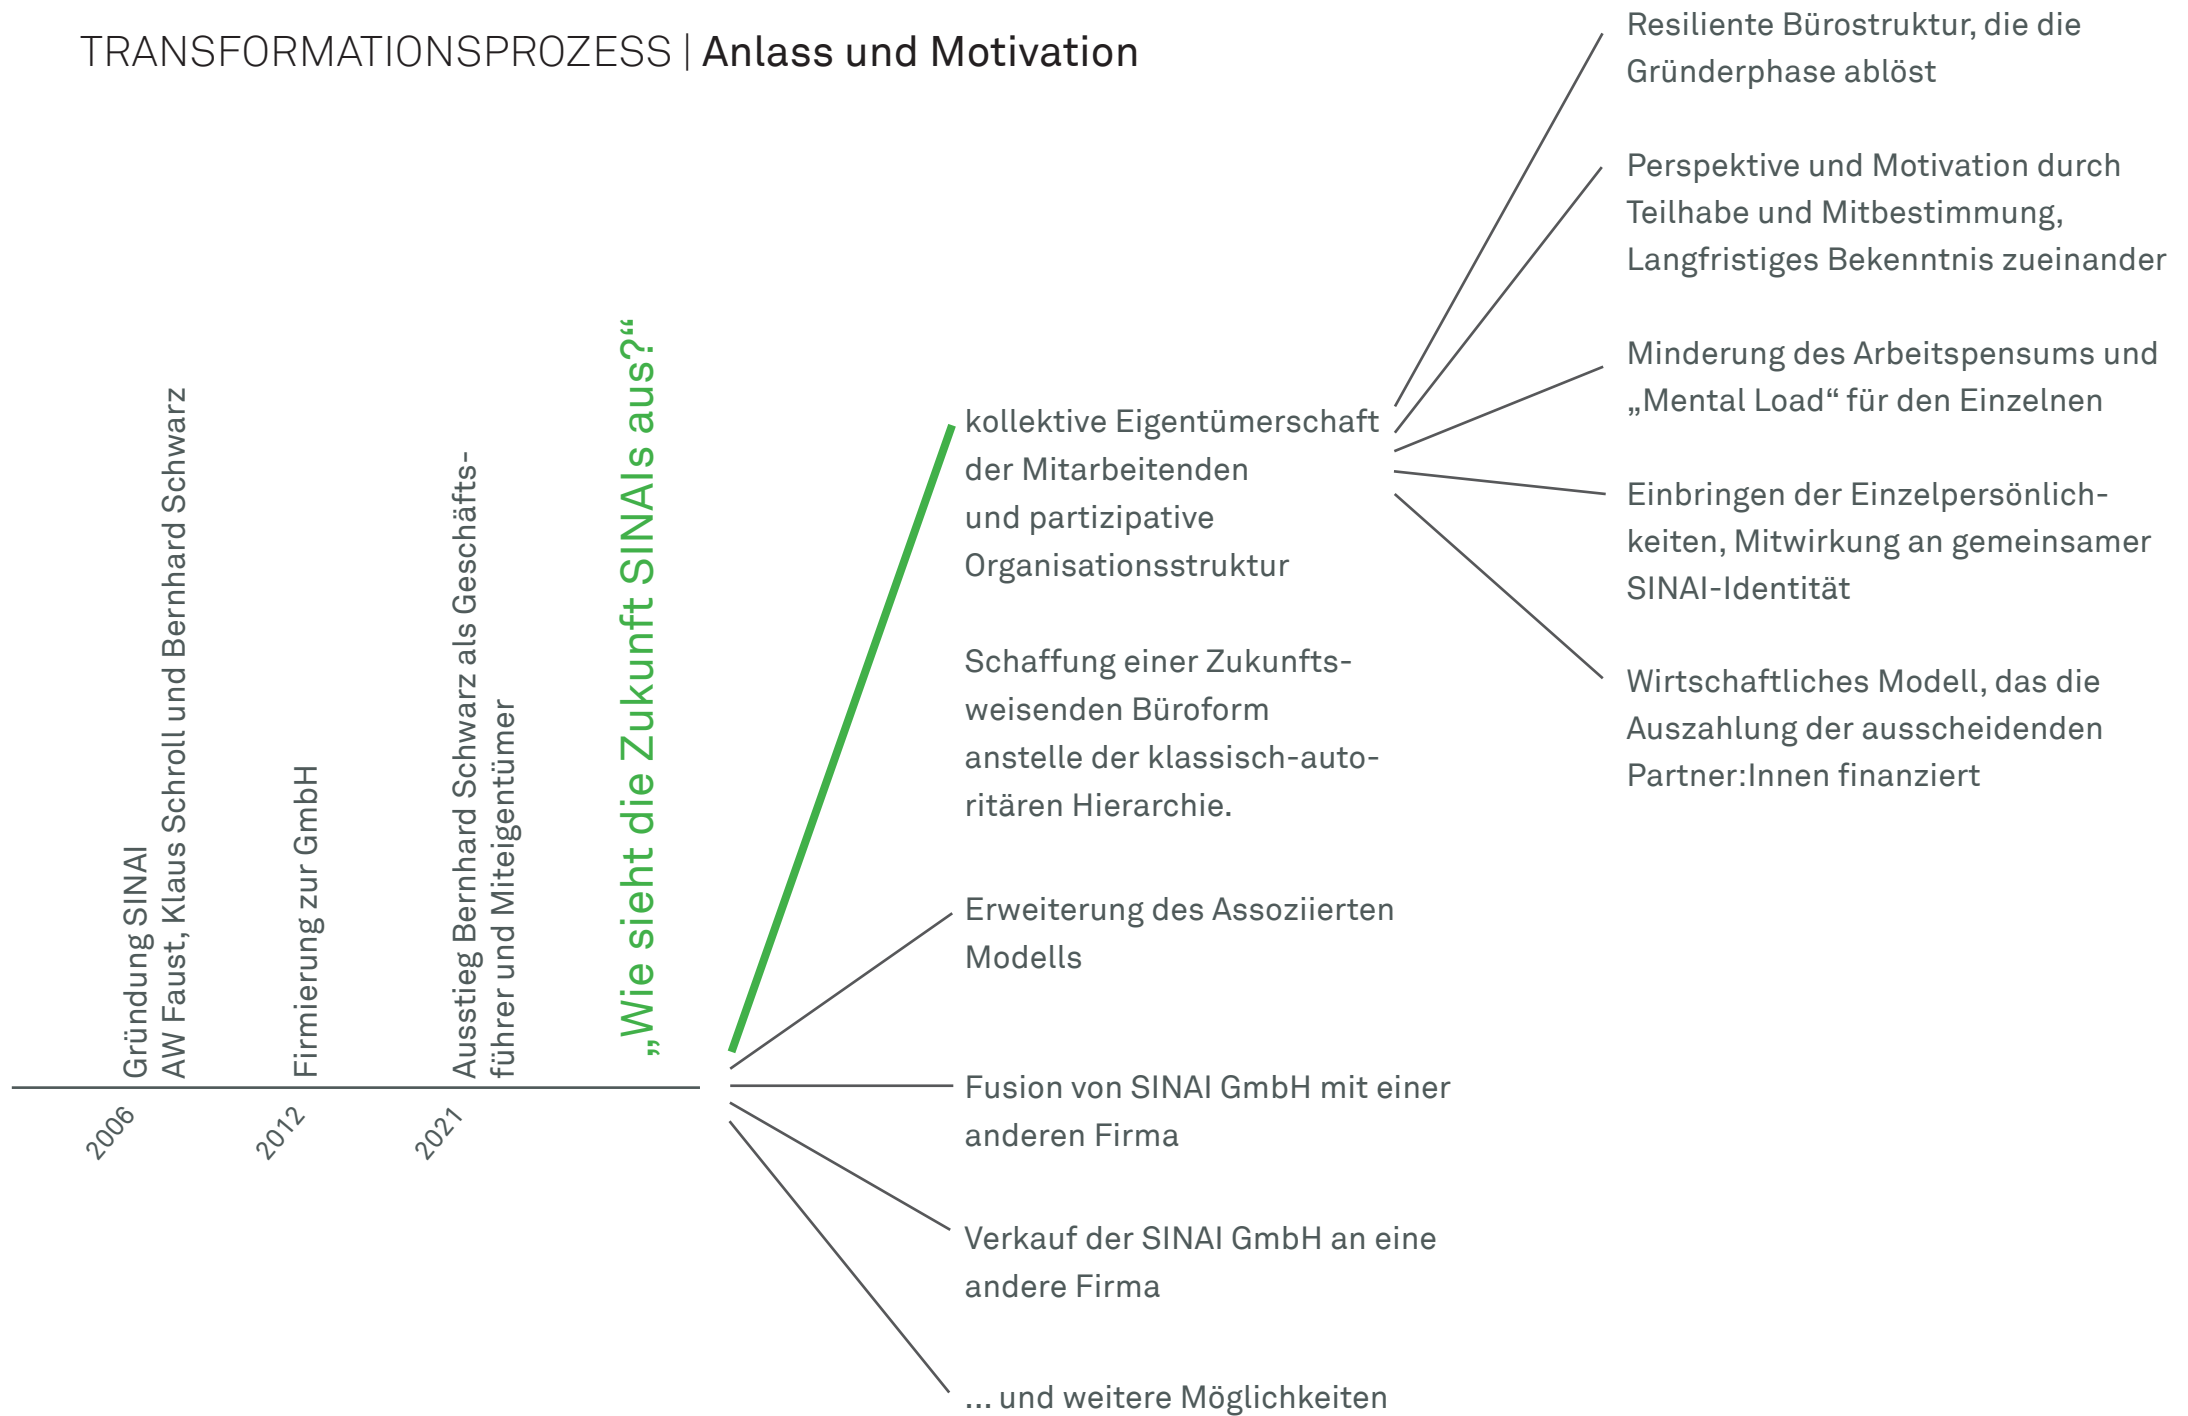 TRANSFORMATIONSPROZESS | Anlass und Motivation
Gründung SINAI
AW Faust, Klaus Schroll und Bernhard Schwarz
2006
Firmierung zur GmbH
2012
Ausstieg Bernhard Schwarz als Geschäfts-
führer und Miteigentümer
2021
„Wie sieht die Zukunft SINAIs aus?“
kollektive Eigentümerschaft
der Mitarbeitenden
und partizipative
Organisationsstruktur
Schaffung einer Zukunfts-
weisenden Büroform
anstelle der klassisch-auto-
ritären Hierarchie.
Erweiterung des Assoziierten
Modells
Fusion von SINAI GmbH mit einer
anderen Firma
Verkauf der SINAI GmbH an eine
andere Firma
... und weitere Möglichkeiten
Resiliente Bürostruktur, die die
Gründerphase ablöst
Perspektive und Motivation durch
Teilhabe und Mitbestimmung,
Langfristiges Bekenntnis zueinander
Minderung des Arbeitspensums und
„Mental Load“ für den Einzelnen
Einbringen der Einzelpersönlich-
keiten, Mitwirkung an gemeinsamer
SINAI-Identität
Wirtschaftliches Modell, das die
Auszahlung der ausscheidenden
Partner:Innen finanziert